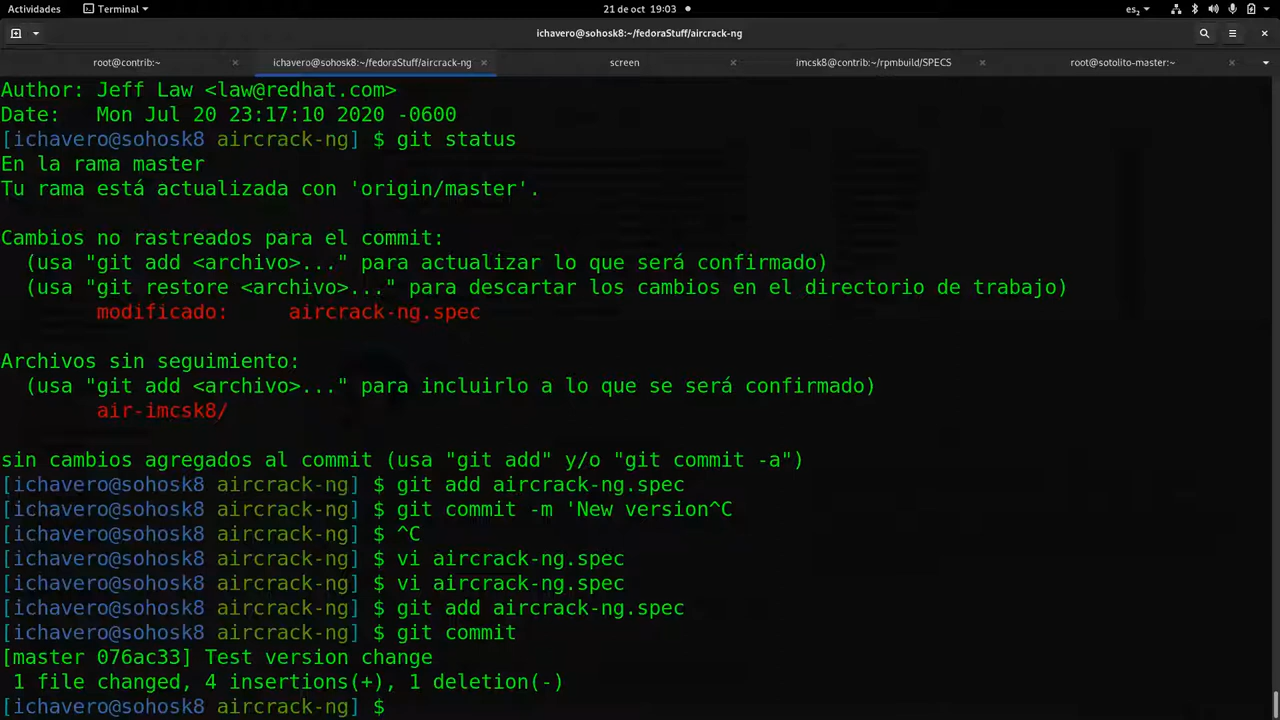 Actividades Terminal 21 de oct 19:03 es₂
ichavero@sohosk8:~/fedoraStuff/aircrack-ng
root@contrib:~ ichavero@sohosk8:~/fedoraStuff/aircrack-ng screen imcsk8@contrib:~/rpmbuild/SPECS root@sotolito-master:~
Author: Jeff Law <law@redhat.com>
Date:   Mon Jul 20 23:17:10 2020 -0600
[ichavero@sohosk8 aircrack-ng] $ git status
En la rama master
Tu rama está actualizada con 'origin/master'.
Cambios no rastreados para el commit:
  (usa "git add <archivo>..." para actualizar lo que será confirmado)
  (usa "git restore <archivo>..." para descartar los cambios en el directorio de trabajo)
        modificado:     aircrack-ng.spec
Archivos sin seguimiento:
  (usa "git add <archivo>..." para incluirlo a lo que se será confirmado)
        air-imcsk8/
sin cambios agregados al commit (usa "git add" y/o "git commit -a")
[ichavero@sohosk8 aircrack-ng] $ git add aircrack-ng.spec
[ichavero@sohosk8 aircrack-ng] $ git commit -m 'New version^C
[ichavero@sohosk8 aircrack-ng] $ ^C
[ichavero@sohosk8 aircrack-ng] $ vi aircrack-ng.spec
[ichavero@sohosk8 aircrack-ng] $ vi aircrack-ng.spec
[ichavero@sohosk8 aircrack-ng] $ git add aircrack-ng.spec
[ichavero@sohosk8 aircrack-ng] $ git commit
[master 076ac33] Test version change
 1 file changed, 4 insertions(+), 1 deletion(-)
[ichavero@sohosk8 aircrack-ng] $